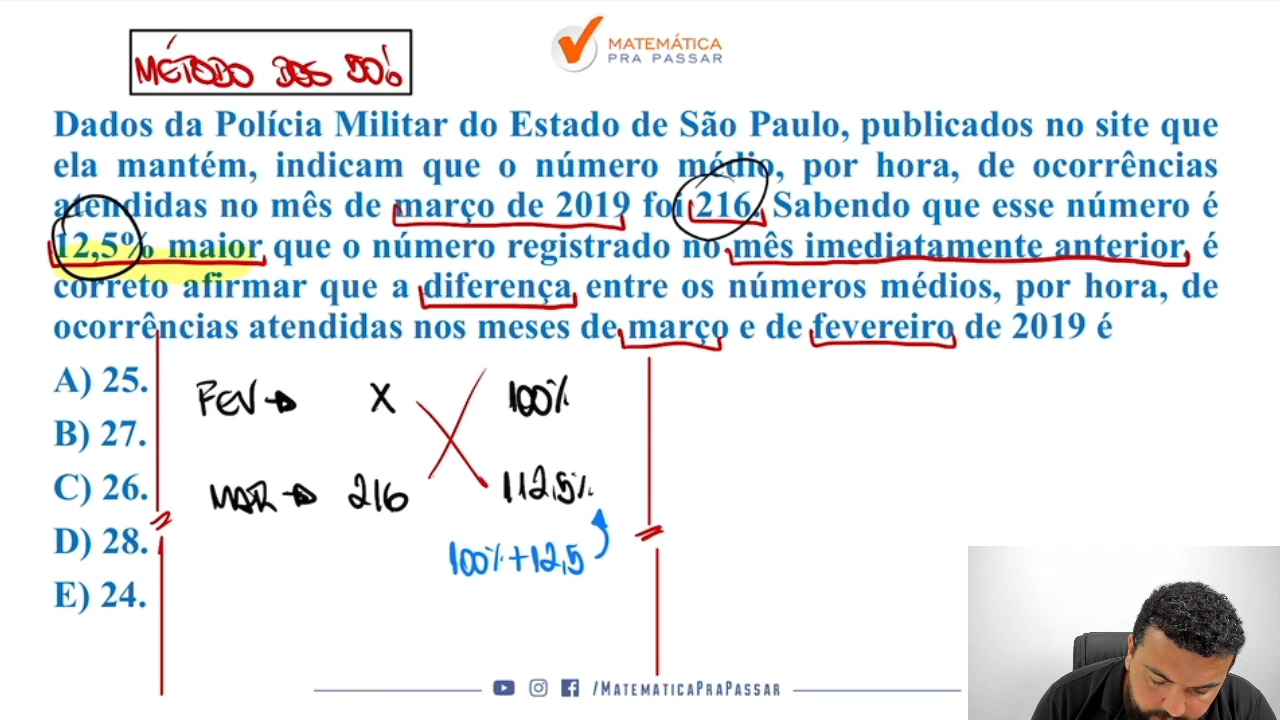 MÉTODO DOS 50%
MATEMÁTICA
PRA PASSAR
Dados da Polícia Militar do Estado de São Paulo, publicados no site que
ela mantém, indicam que o número médio, por hora, de ocorrências
atendidas no mês de março de 2019 foi 216. Sabendo que esse número é
12,5% maior que o número registrado no mês imediatamente anterior, é
correto afirmar que a diferença entre os números médios, por hora, de
ocorrências atendidas nos meses de março e de fevereiro de 2019 é
A) 25.
B) 27.
C) 26.
D) 28.
E) 24.
FEV → X 100%
MAR → 216 112,5%
100% + 12,5
/MATEMATICAPRAPASSAR